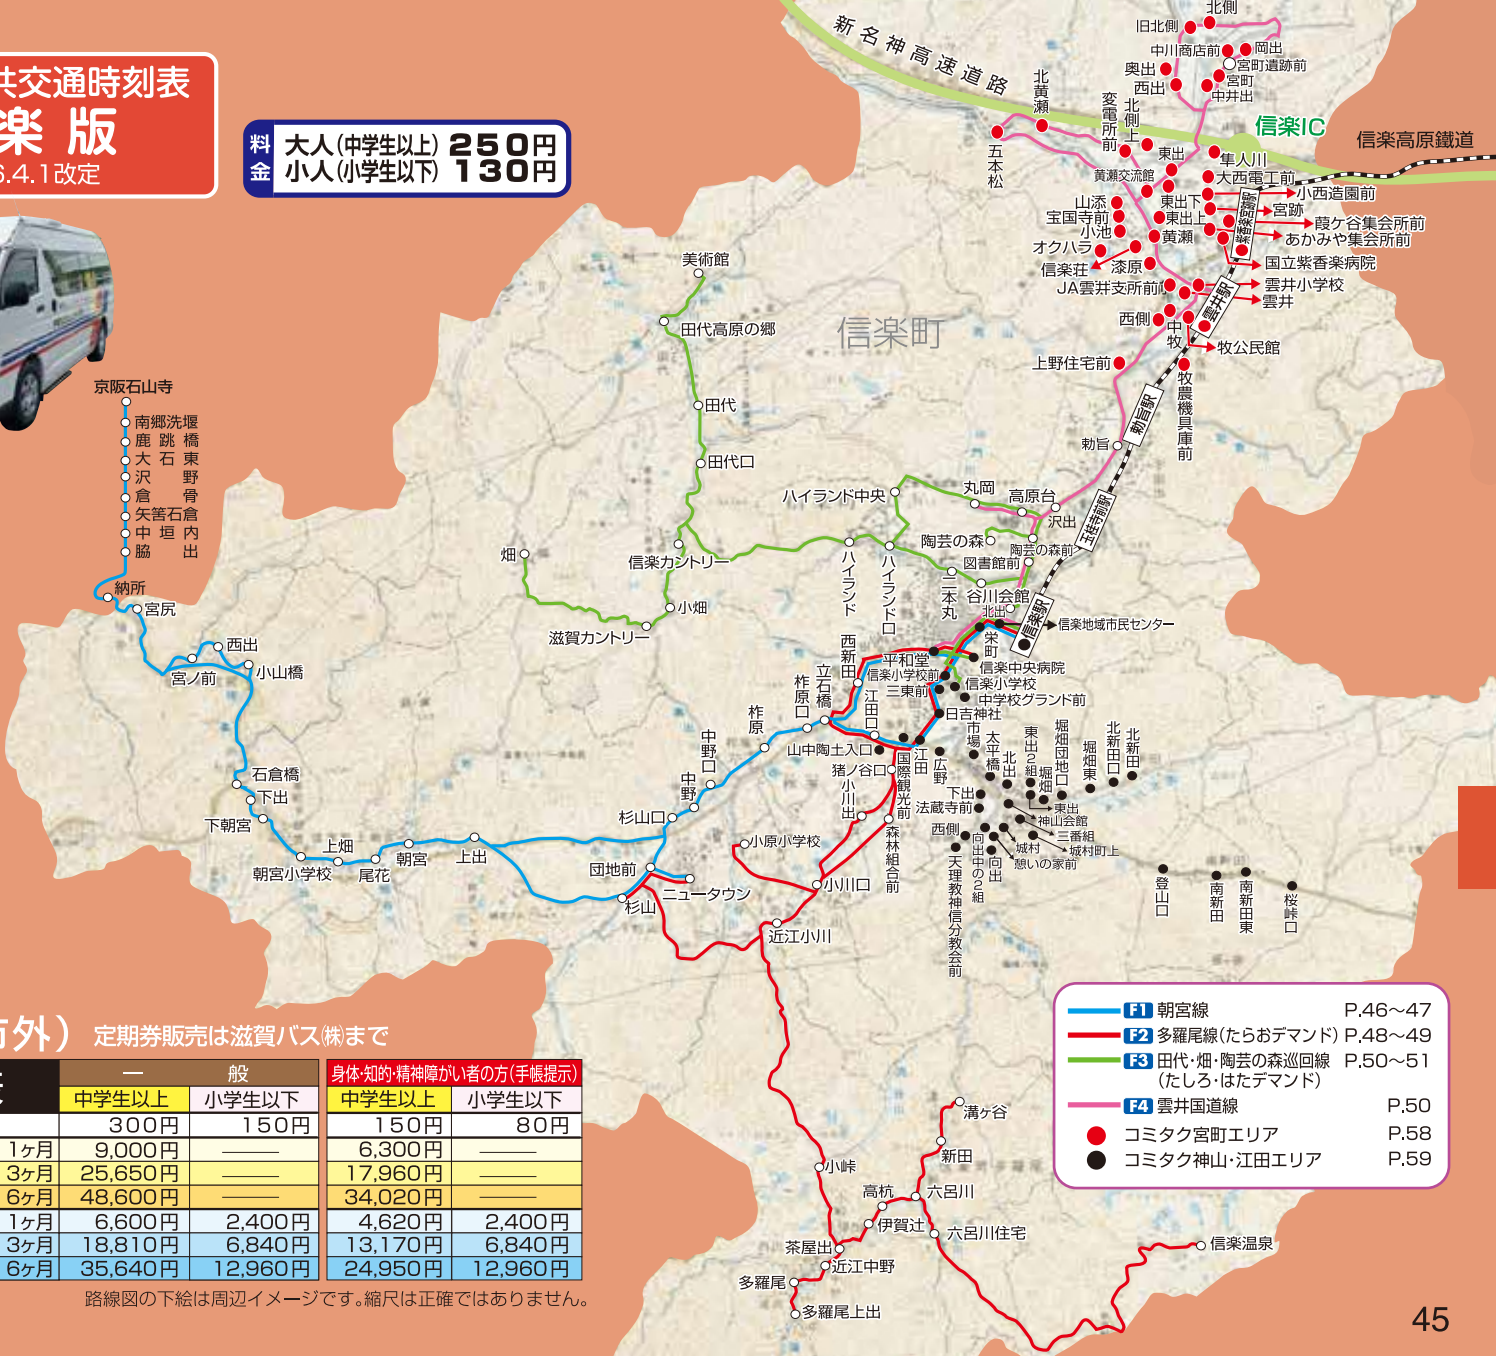 共交通時刻表
楽 版
.4.1改定
料金
大人(中学生以上) 250円
小人(小学生以下) 130円
新名神高速道路
信楽IC
信楽高原鐵道
信楽町
北側
旧北側
中川商店前
岡出
宮町遺跡前
奥出
宮町
西出
中井出
北黄瀬
変電所前
北側上
五本松
東出
隼人川
黄瀬交流館
大西電工前
小西造園前
山添
東出下
宮跡
宝国寺前
東出上
葭ケ谷集会所前
小池
黄瀬
あかみや集会所前
オクハラ
信楽荘
漆原
国立紫香楽病院
JA雲井支所前
雲井小学校
雲井
西側
中牧
牧公民館
上野住宅前
牧農機具庫前
紫香楽宮跡駅
雲井駅
勅旨駅
玉桂寺前駅
信楽駅
勅旨
美術館
田代高原の郷
田代
田代口
信楽カントリー
小畑
畑
滋賀カントリー
ハイランド中央
丸岡
高原台
沢出
陶芸の森
陶芸の森前
図書館前
ハイランド
ハイランド口
二本丸
谷川会館
北出
信楽地域市民センター
栄町
平和堂
信楽中央病院
信楽小学校前
信楽小学校
三東前
中学校グランド前
日吉神社
西新田
立石橋
柞原口
江田口
柞原
中野口
中野
杉山口
山中陶土入口
猪ノ谷口
小川出
国際観光前
江田
広野
市場
太平橋
北出
東出2組
堀畑
堀畑団地口
堀畑東
北新田口
北新田
下出
法蔵寺前
東出
神山会館
三番組
城村町上
西側
城村
憩いの家前
向出中の2組
向出
天理教神信分教会前
森林組合前
登山口
南新田
南新田東
桜峠口
京阪石山寺
南郷洗堰
鹿跳橋
大石東
沢野
倉骨
矢筈石倉
中垣内
脇出
納所
宮尻
西出
宮ノ前
小山橋
石倉橋
下出
下朝宮
朝宮小学校
上畑
尾花
朝宮
上出
団地前
杉山
ニュータウン
小原小学校
小川口
近江小川
小峠
溝ヶ谷
新田
高杭
六呂川
伊賀辻
六呂川住宅
茶屋出
近江中野
多羅尾
多羅尾上出
信楽温泉
F1 朝宮線 P.46〜47
F2 多羅尾線(たらおデマンド) P.48〜49
F3 田代・畑・陶芸の森巡回線 P.50〜51
(たしろ・はたデマンド)
F4 雲井国道線 P.50
コミタク宮町エリア P.58
コミタク神山・江田エリア P.59
市外) 定期券販売は滋賀バス㈱まで
一般 身体・知的・精神障がい者の方(手帳提示)
中学生以上 小学生以下 中学生以上 小学生以下
300円 150円 150円 80円
1ヶ月 9,000円 —— 6,300円 ——
3ヶ月 25,650円 —— 17,960円 ——
6ヶ月 48,600円 —— 34,020円 ——
1ヶ月 6,600円 2,400円 4,620円 2,400円
3ヶ月 18,810円 6,840円 13,170円 6,840円
6ヶ月 35,640円 12,960円 24,950円 12,960円
路線図の下絵は周辺イメージです。縮尺は正確ではありません。
45